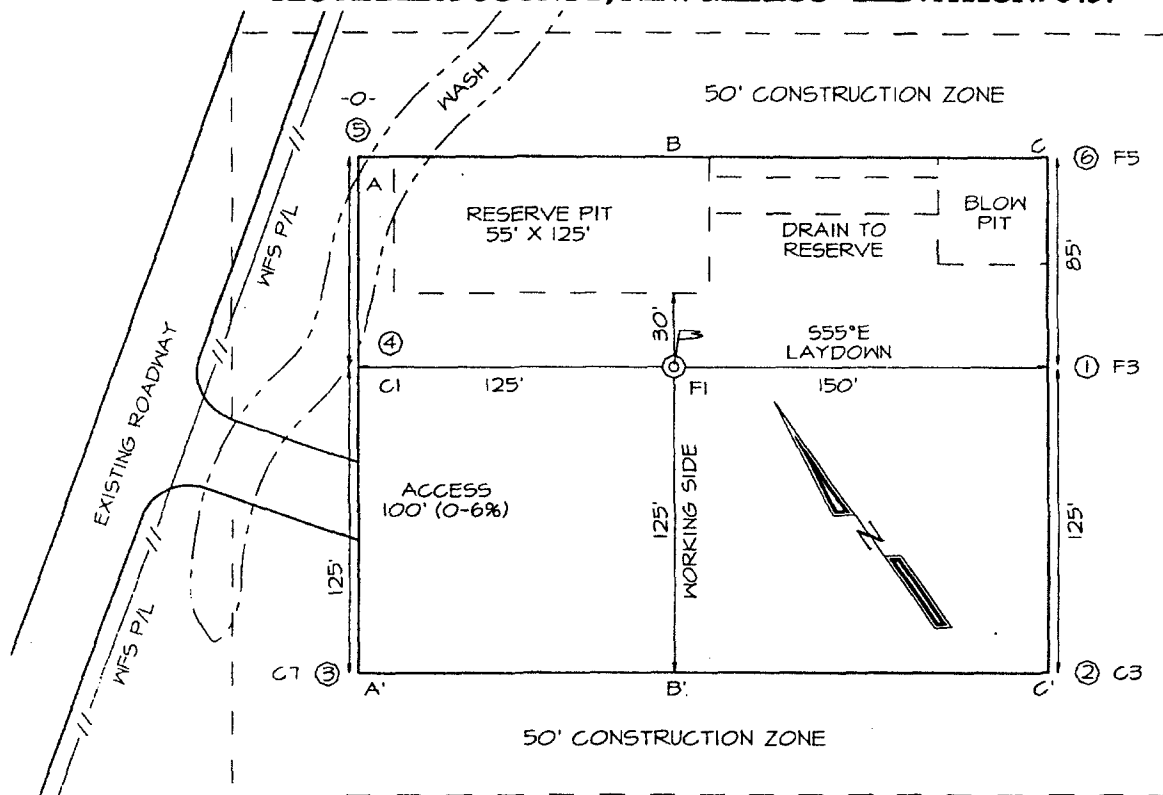 50' CONSTRUCTION ZONE
WASH
-0-
5
B
C
6 F5
A
RESERVE PIT
55' X 125'
DRAIN TO
RESERVE
BLOW
PIT
85'
WFS P/L
30'
4
S55°E
LAYDOWN
C1
125'
F1
150'
1 F3
EXISTING ROADWAY
ACCESS
100' (0-6%)
125'
125'
WORKING SIDE
N
125'
WFS P/L
C7 3
A'
B'
C'
2 C3
50' CONSTRUCTION ZONE